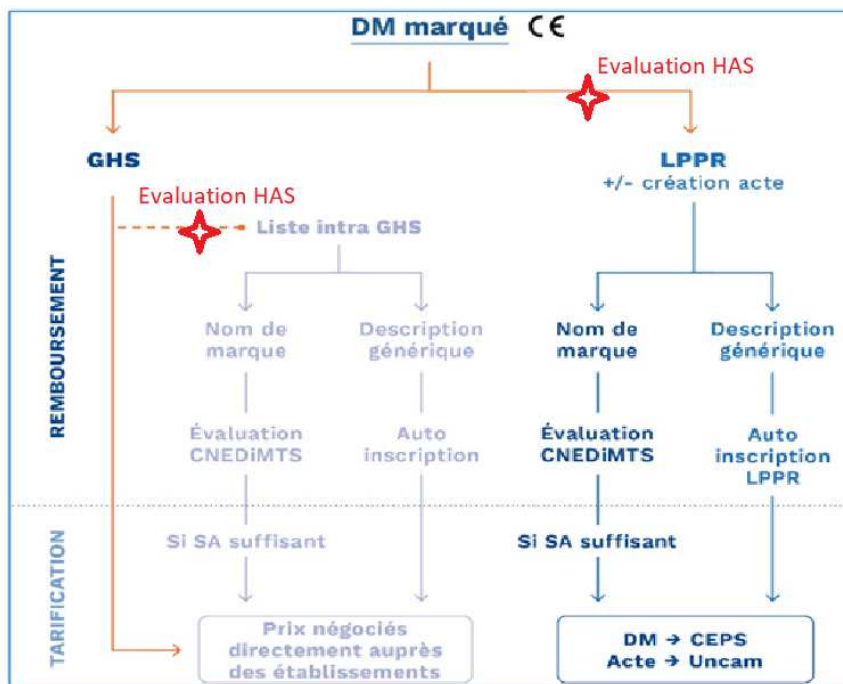 DM marqué CE
Evaluation HAS
GHS
LPPR
+/- création acte
Evaluation HAS
Liste intra GHS
REMBOURSEMENT
Nom de
marque
Description
générique
Nom de
marque
Description
générique
Évaluation
CNEDiMTS
Auto
inscription
Évaluation
CNEDiMTS
Auto
inscription
LPPR
TARIFICATION
Si SA suffisant
Si SA suffisant
Prix négociés
directement auprès
des établissements
DM → CEPS
Acte → Uncam